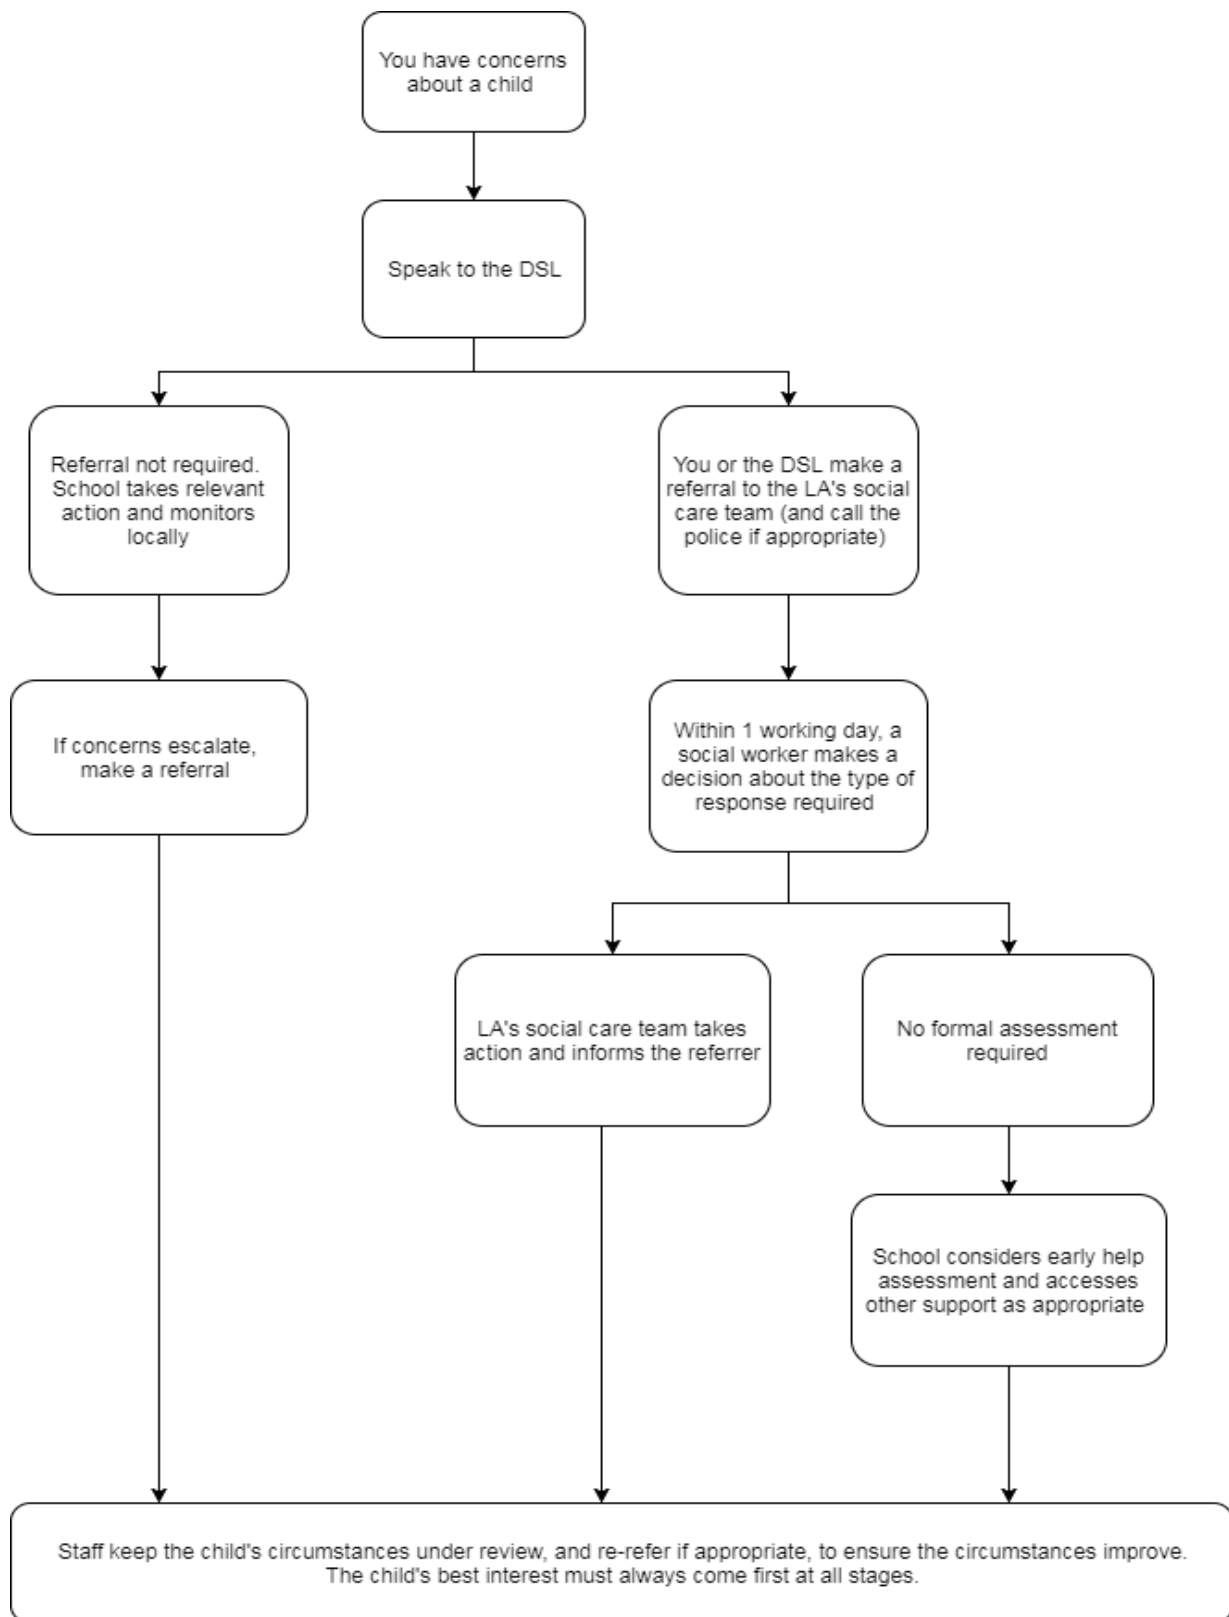 You have concerns
about a child
Speak to the DSL
Referral not required.
School takes relevant
action and monitors
locally
You or the DSL make a
referral to the LA's social
care team (and call the
police if appropriate)
If concerns escalate,
make a referral
Within 1 working day, a
social worker makes a
decision about the type of
response required
LA's social care team takes
action and informs the referrer
No formal assessment
required
School considers early help
assessment and accesses
other support as appropriate
Staff keep the child's circumstances under review, and re-refer if appropriate, to ensure the circumstances improve.
The child's best interest must always come first at all stages.